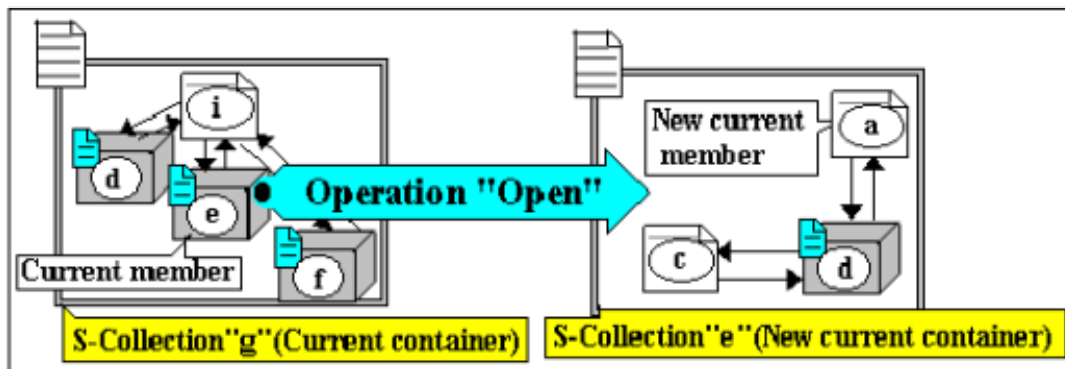 i
d
e
Current member
f
Operation "Open"
New current
member
a
c
d
S-Collection"g"(Current container)
S-Collection"e"(New current container)